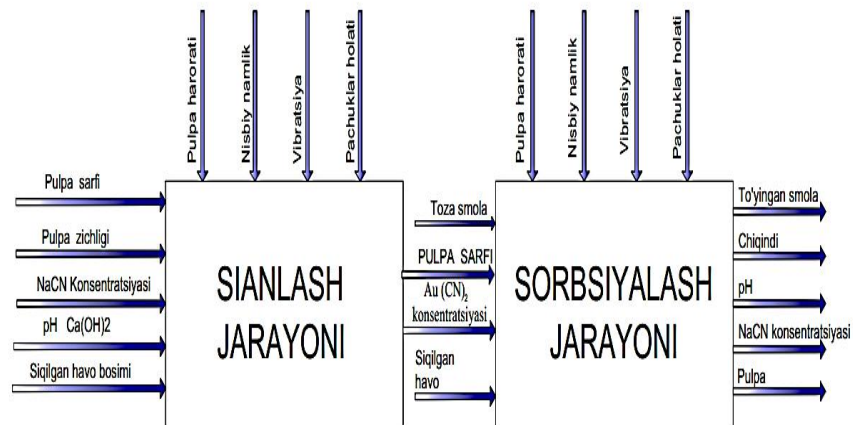 Pulpa harorati
Nisbiy namlik
Vibratsiya
Pachuklar holati
Pulpa harorati
Nisbiy namlik
Vibratsiya
Pachuklar holati
Pulpa sarfi
Pulpa zichligi
NaCN Konsentratsiyasi
pH Ca(OH)2
Siqilgan havo bosimi
SIANLASH
JARAYONI
Toza smola
PULPA SARFI
Au (CN)₂
konsentratsiyasi
Siqilgan
havo
SORBSIYALASH
JARAYONI
To'yingan smola
Chiqindi
pH
NaCN konsentratsiyasi
Pulpa